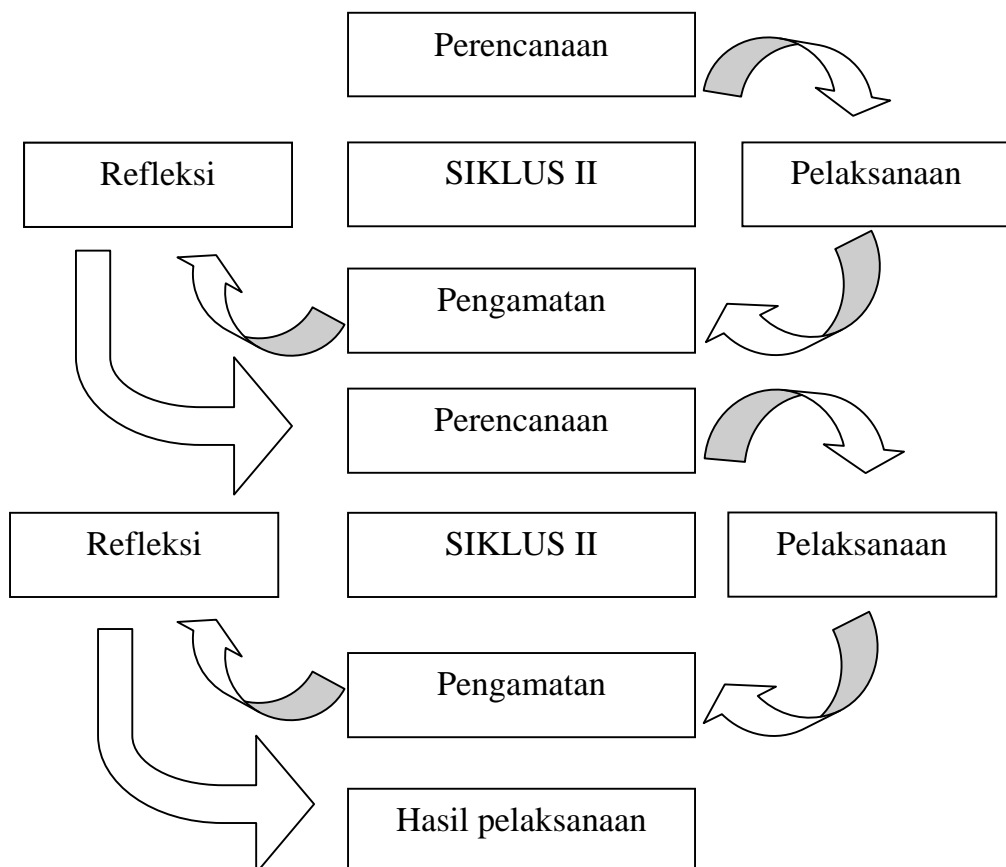 Perencanaan
Refleksi
SIKLUS II
Pelaksanaan
Pengamatan
Perencanaan
Refleksi
SIKLUS II
Pelaksanaan
Pengamatan
Hasil pelaksanaan